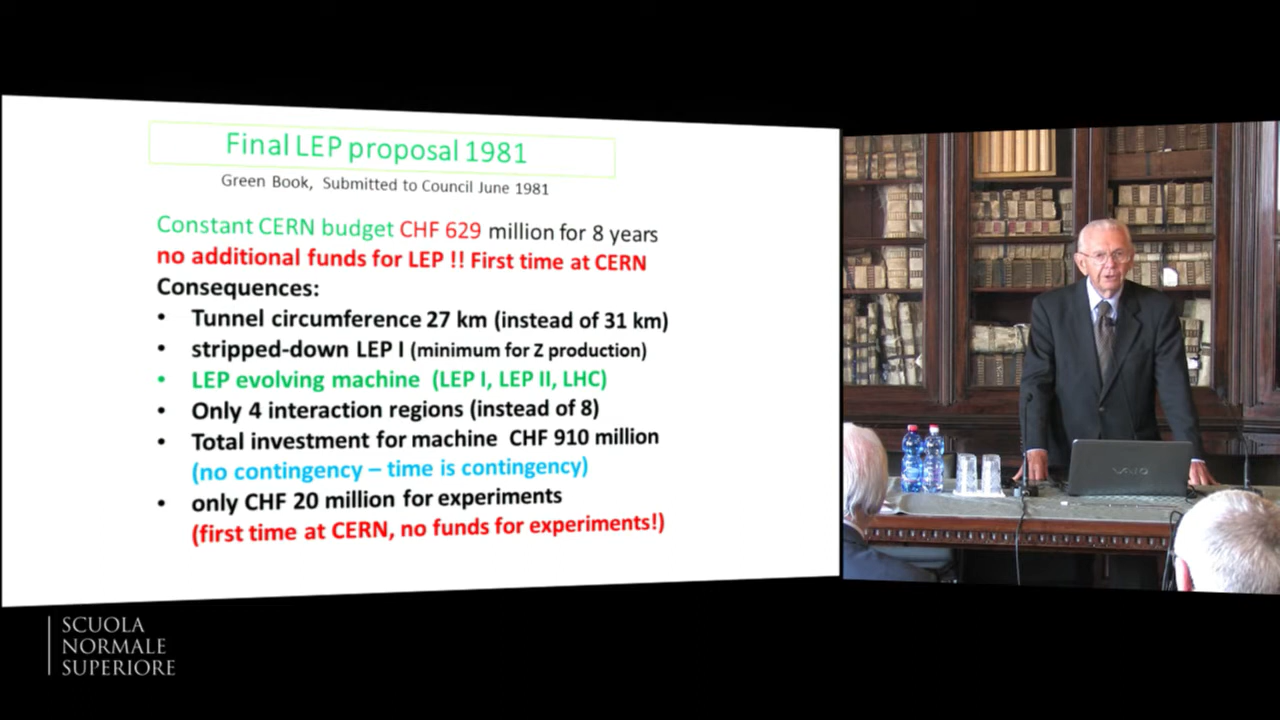 Final LEP proposal 1981
Green Book, Submitted to Council June 1981
Constant CERN budget CHF 629 million for 8 years
no additional funds for LEP !! First time at CERN
Consequences:
• Tunnel circumference 27 km (instead of 31 km)
• stripped-down LEP I (minimum for Z production)
• LEP evolving machine (LEP I, LEP II, LHC)
• Only 4 interaction regions (instead of 8)
• Total investment for machine CHF 910 million
(no contingency – time is contingency)
• only CHF 20 million for experiments
(first time at CERN, no funds for experiments!)
VAIO
SCUOLA
NORMALE
SUPERIORE